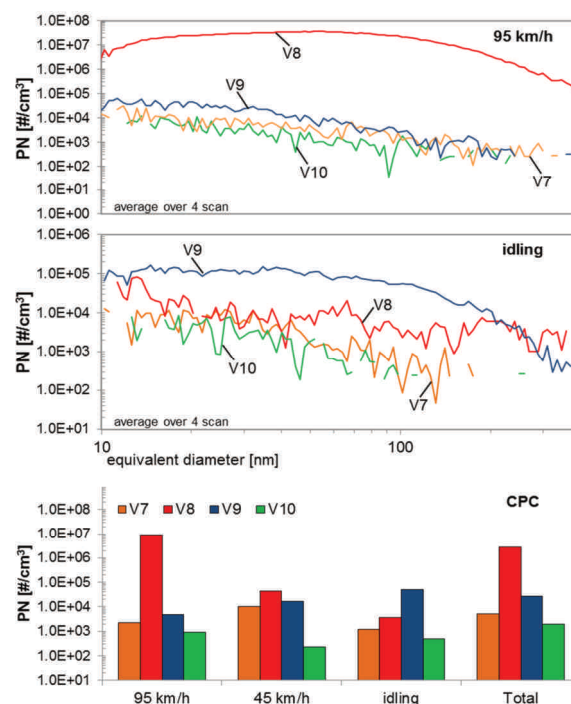 1.0E+08
1.0E+07
1.0E+06
1.0E+05
1.0E+04
1.0E+03
1.0E+02
1.0E+01
1.0E+00
PN [#/cm³]
95 km/h
V8
V9
V10
V7
average over 4 scan
1.0E+06
1.0E+05
1.0E+04
1.0E+03
1.0E+02
1.0E+01
PN [#/cm³]
idling
V9
V8
V10
V7
average over 4 scan
10 100
equivalent diameter [nm]
1.0E+08
1.0E+07
1.0E+06
1.0E+05
1.0E+04
1.0E+03
1.0E+02
1.0E+01
PN [#/cm³]
V7 V8 V9 V10
CPC
95 km/h 45 km/h idling Total